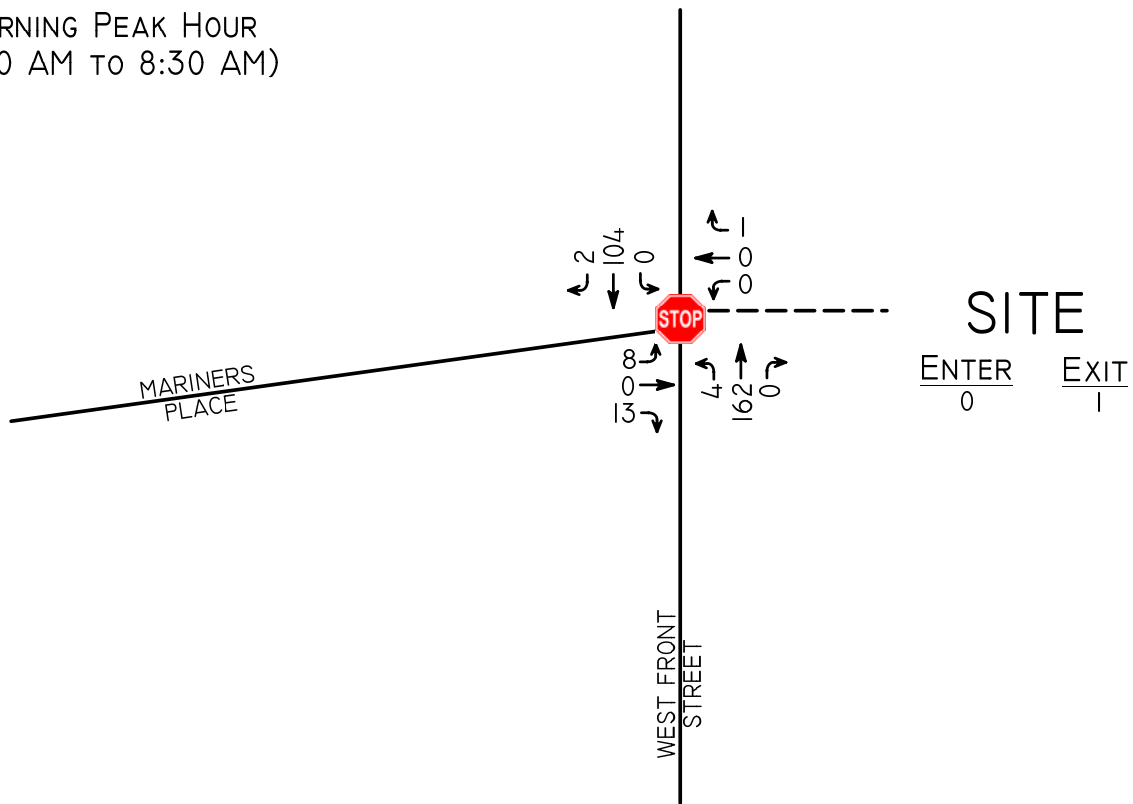 RNING PEAK HOUR
0 AM TO 8:30 AM)
2
104
0
1
0
0
STOP
SITE
ENTER
EXIT
0
1
8
0
13
4
162
0
MARINERS
PLACE
WEST FRONT
STREET